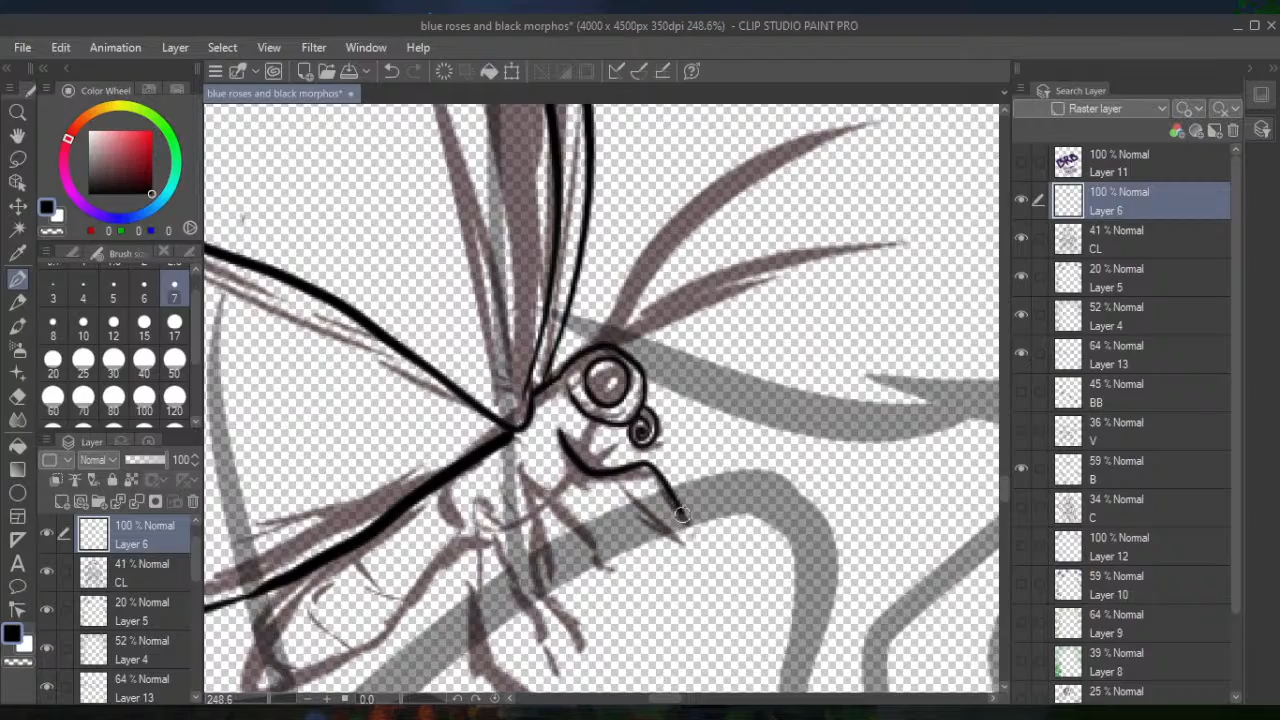 blue roses and black morphos* (4000 x 4500px 350dpi 248.6%) - CLIP STUDIO PAINT PRO
File Edit Animation Layer Select View Filter Window Help
blue roses and black morphos*
Color Wheel
0 0 0
Brush siz
3 4 5 6 7
8 10 12 15 17
20 25 30 40 50
60 70 80 100 120
Layer
Normal 100
100 % Normal
Layer 6
41 % Normal
CL
20 % Normal
Layer 5
52 % Normal
Layer 4
64 % Normal
Layer 13
248.6 0.0
Search Layer
Raster layer
100 % Normal
Layer 11
100 % Normal
Layer 6
41 % Normal
CL
20 % Normal
Layer 5
52 % Normal
Layer 4
64 % Normal
Layer 13
45 % Normal
BB
36 % Normal
V
59 % Normal
B
34 % Normal
C
100 % Normal
Layer 12
59 % Normal
Layer 10
64 % Normal
Layer 9
39 % Normal
Layer 8
25 % Normal